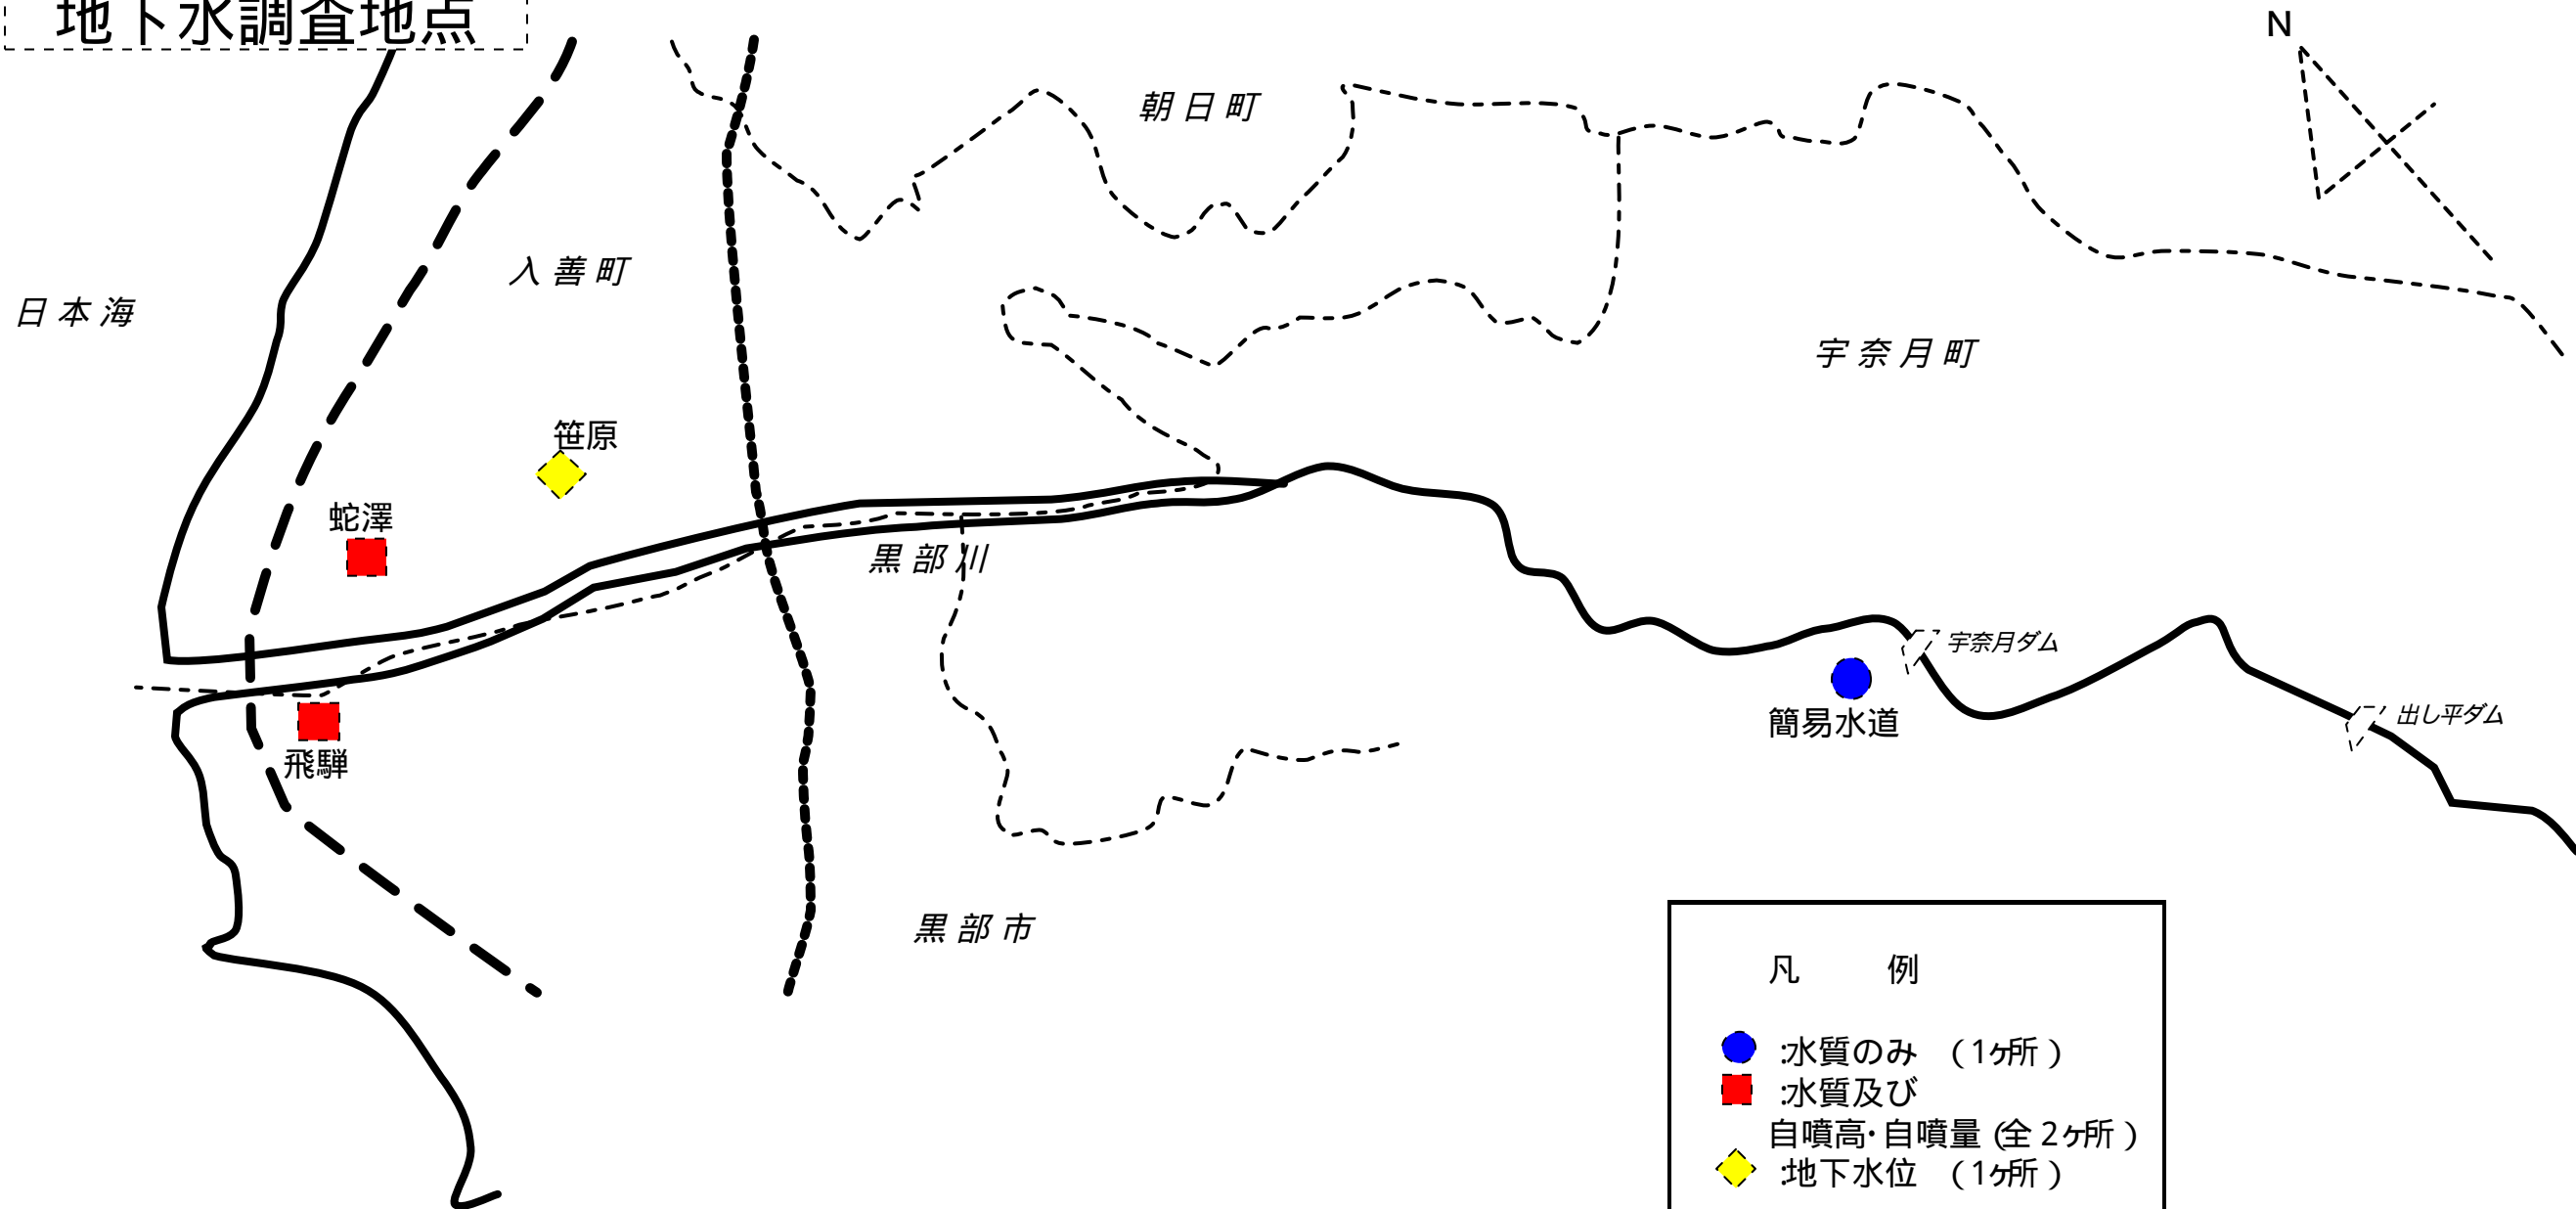 地下水調査地点
N
朝日町
入善町
日本海
宇奈月町
笹原
蛇澤
黒部川
宇奈月ダム
簡易水道
出し平ダム
飛騨
黒部市
凡　例
:水質のみ （1ヶ所）
:水質及び
自噴高・自噴量（全2ヶ所）
:地下水位 （1ヶ所）